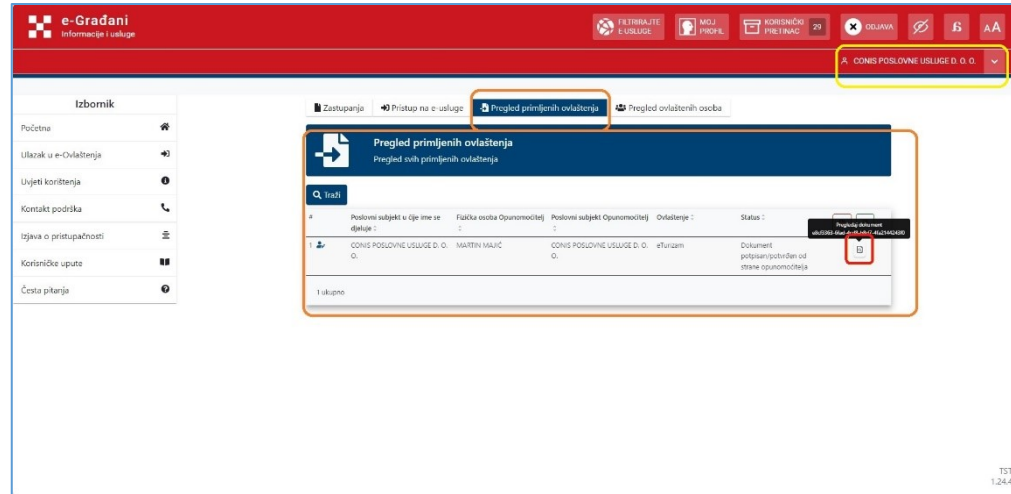 e-Građani
Informacije i usluge
FILTRIRAJTE
E-USLUGE
MOJ
PROFIL
KORISNIČKI
PRETINAC
29
ODJAVA
AA
CONIS POSLOVNE USLUGE D. O. O.
Izbornik
Početna
Ulazak u e-Ovlaštenja
Uvjeti korištenja
Kontakt podrška
Izjava o pristupačnosti
Korisničke upute
Česta pitanja
Zastupanja
Pristup na e-usluge
Pregled primljenih ovlaštenja
Pregled ovlaštenih osoba
Pregled primljenih ovlaštenja
Pregled svih primljenih ovlaštenja
Traži
# Poslovni subjekt u čije ime se djeluje Fizička osoba Opunomoćitelj Poslovni subjekt Opunomoćitelj Ovlaštenje Status
Pregledaj dokument
1 CONIS POSLOVNE USLUGE D. O. O. MARTIN MAJIĆ CONIS POSLOVNE USLUGE D. O. O. eTurizam Dokument
potpisan/potvrđen od
strane opunomoćitelja
1 ukupno
TST
1.24.4